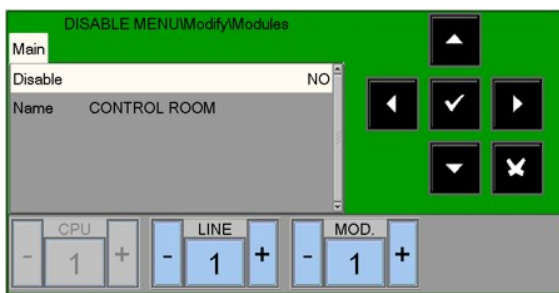 DISABLE MENU\Modify\Modules
Main
Disable NO
Name CONTROL ROOM
CPU LINE MOD.
- 1 + - 1 + - 1 +